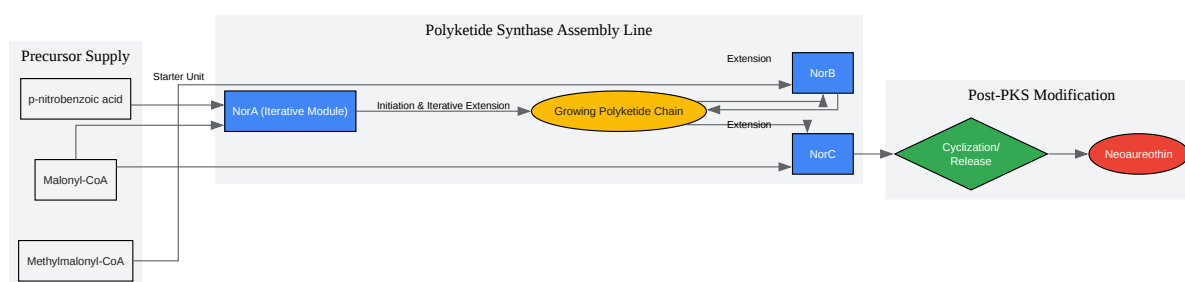 Precursor Supply
p-nitrobenzoic acid
Malonyl-CoA
Methylmalonyl-CoA
Starter Unit
Polyketide Synthase Assembly Line
NorA (Iterative Module)
Initiation & Iterative Extension
Growing Polyketide Chain
Extension
NorB
Extension
NorC
Post-PKS Modification
Cyclization/
Release
Neoaureothin